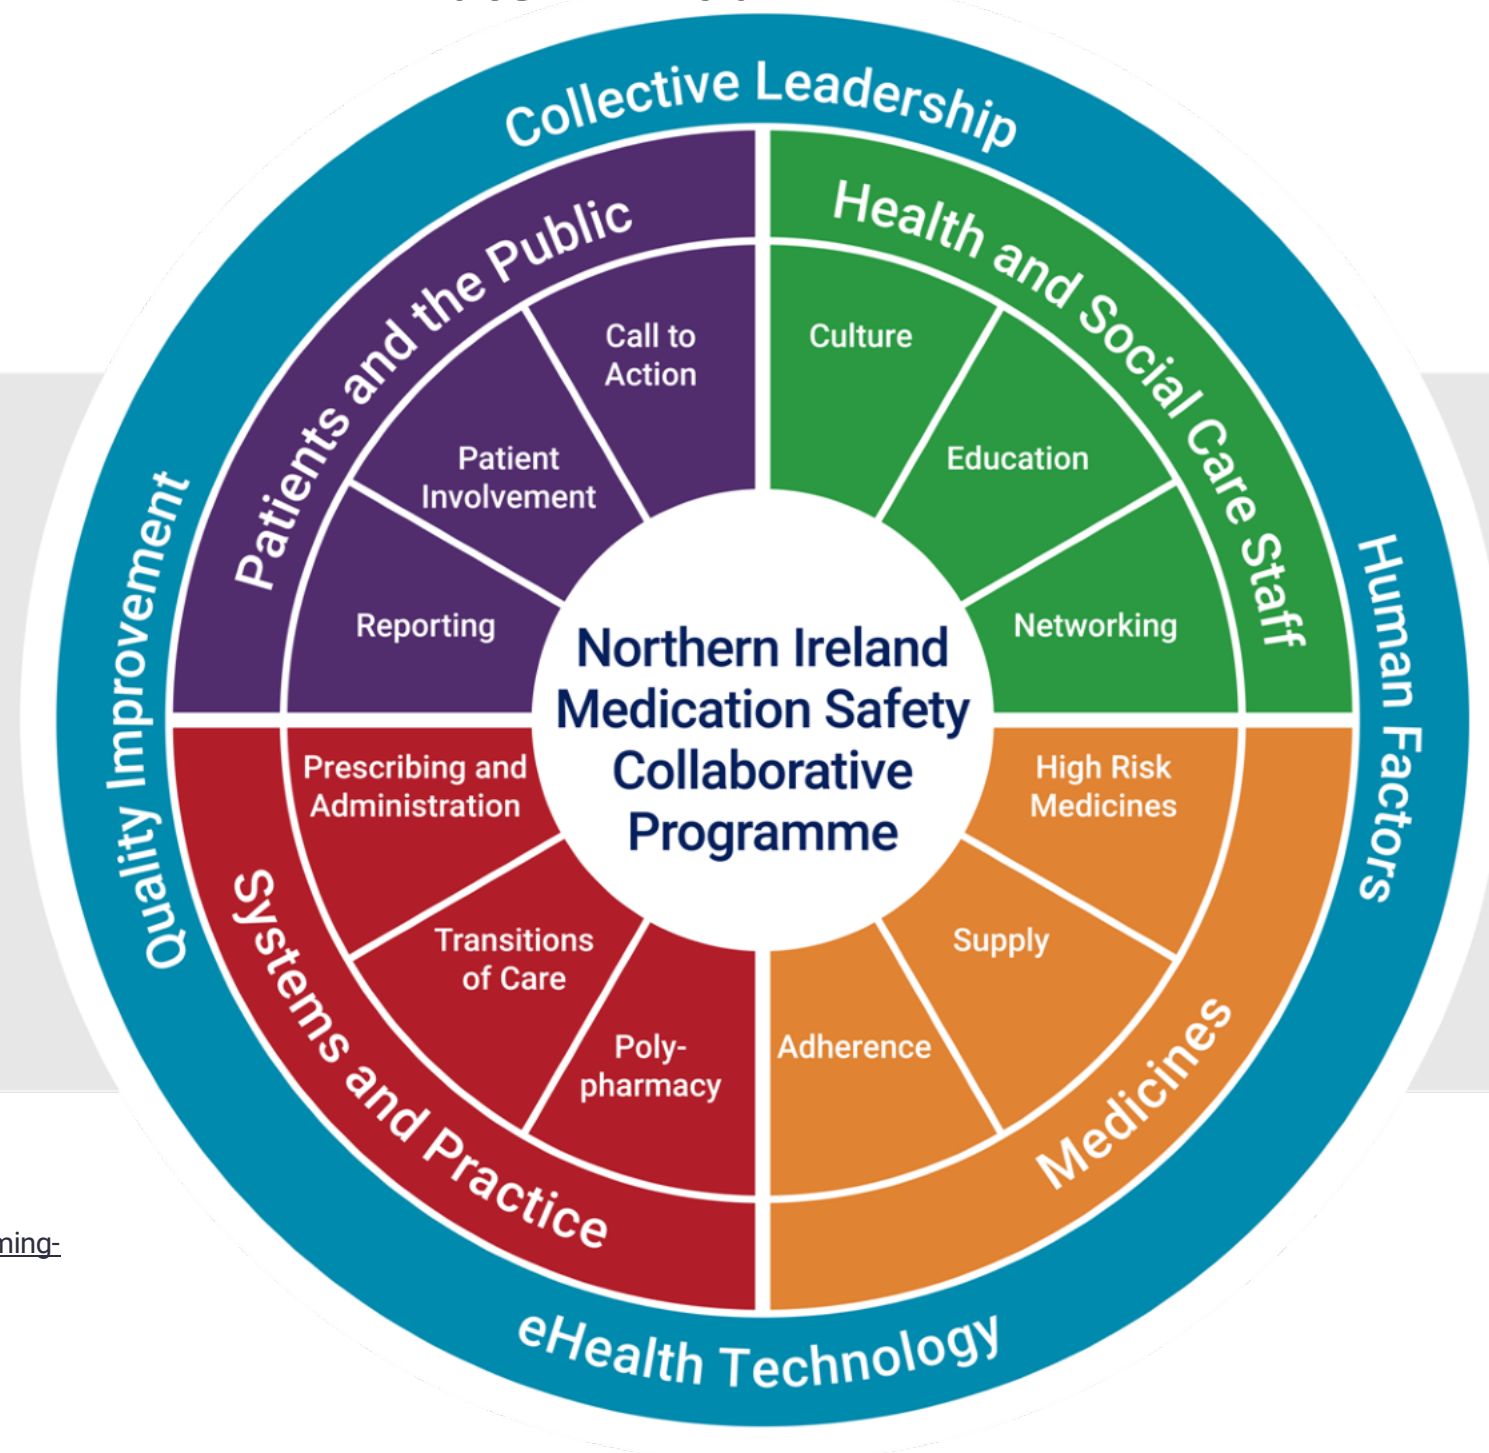 Collective Leadership
Patients and the Public
Health and Social Care Staff
Call to
Action
Culture
Patient
Involvement
Education
Reporting
Networking
Quality Improvement
Human Factors
Northern Ireland
Medication Safety
Collaborative
Programme
Prescribing and
Administration
High Risk
Medicines
Transitions
of Care
Supply
Poly-
pharmacy
Adherence
Systems and Practice
Medicines
ming-
eHealth Technology